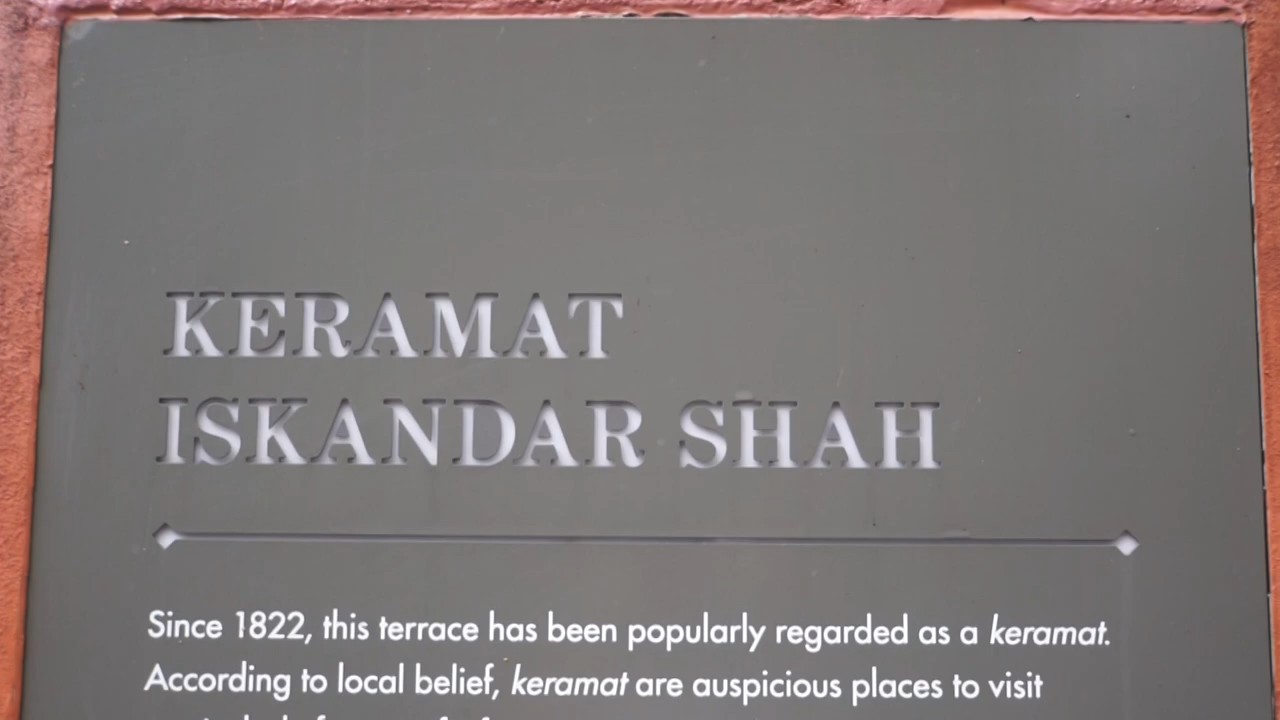 KERAMAT
ISKANDAR SHAH
Since 1822, this terrace has been popularly regarded as a keramat.
According to local belief, keramat are auspicious places to visit